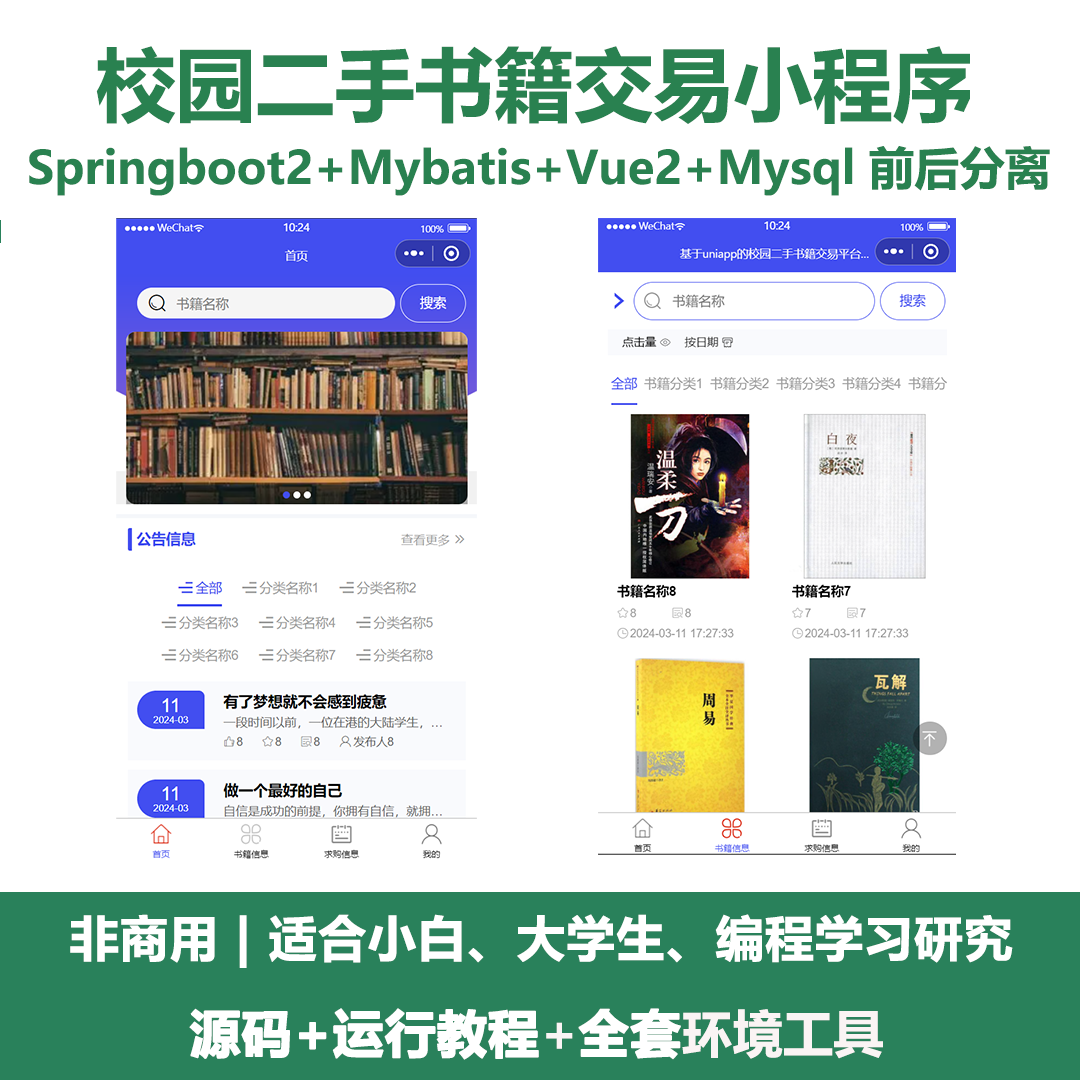 校园二手书籍交易小程序
Springboot2+Mybatis+Vue2+Mysql 前后分离
WeChat 10:24 100%
首页
书籍名称 搜索
公告信息 查看更多
全部 分类名称1 分类名称2
分类名称3 分类名称4 分类名称5
分类名称6 分类名称7 分类名称8
11
2024-03
有了梦想就不会感到疲惫
一段时间以前，一位在港的大陆学生，...
8 8 8 发布人8
11
2024-03
做一个最好的自己
自信是成功的前提，你拥有自信，就拥...
首页 书籍信息 求购信息 我的
WeChat 10:24 100%
基于uniapp的校园二手书籍交易平台...
书籍名称 搜索
点击量 按日期
全部 书籍分类1 书籍分类2 书籍分类3 书籍分类4 书籍分
温柔一刀
温瑞安
白夜
书籍名称8
8 8
2024-03-11 17:27:33
书籍名称7
7 7
2024-03-11 17:27:33
周易
瓦解
THINGS FALL APART
首页 书籍信息 求购信息 我的
非商用 | 适合小白、大学生、编程学习研究
源码+运行教程+全套环境工具